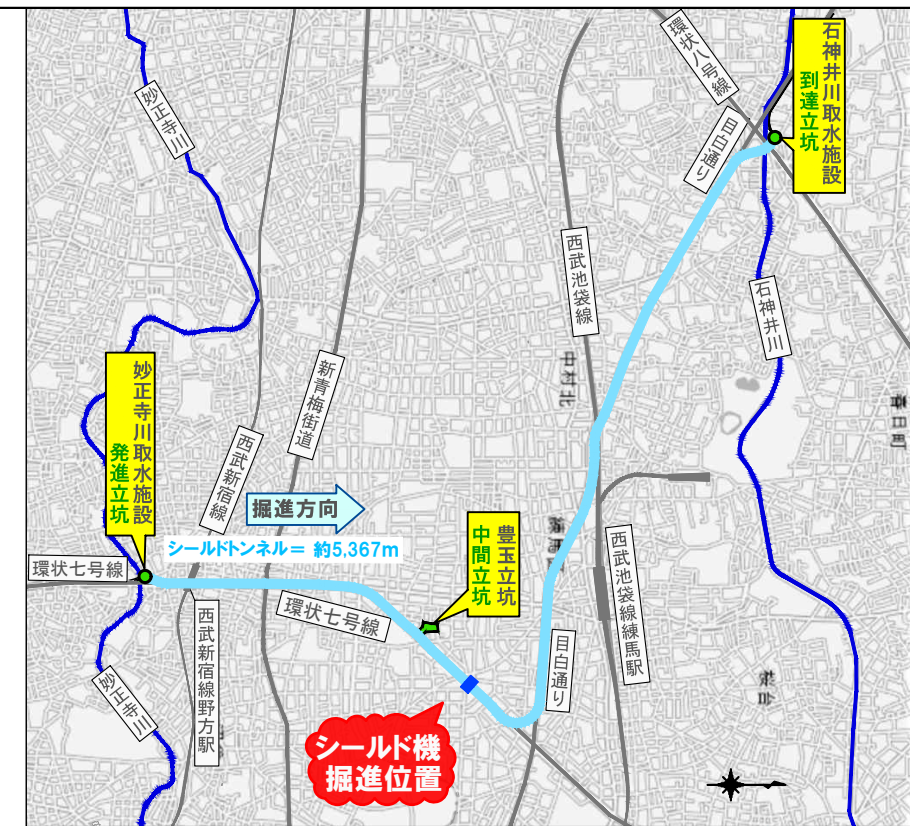 環状八号線
石神井川取水施設
到達立坑
目白通り
妙正寺川
西武池袋線
石神井川
中村北
春日町
新青梅街道
妙正寺川取水施設
発進立坑
西武新宿線
掘進方向
シールドトンネル= 約5,367m
豊玉立坑
中間立坑
環状七号線
環状七号線
西武池袋線練馬駅
目白通り
西武新宿線野方駅
妙正寺川
シールド機
掘進位置